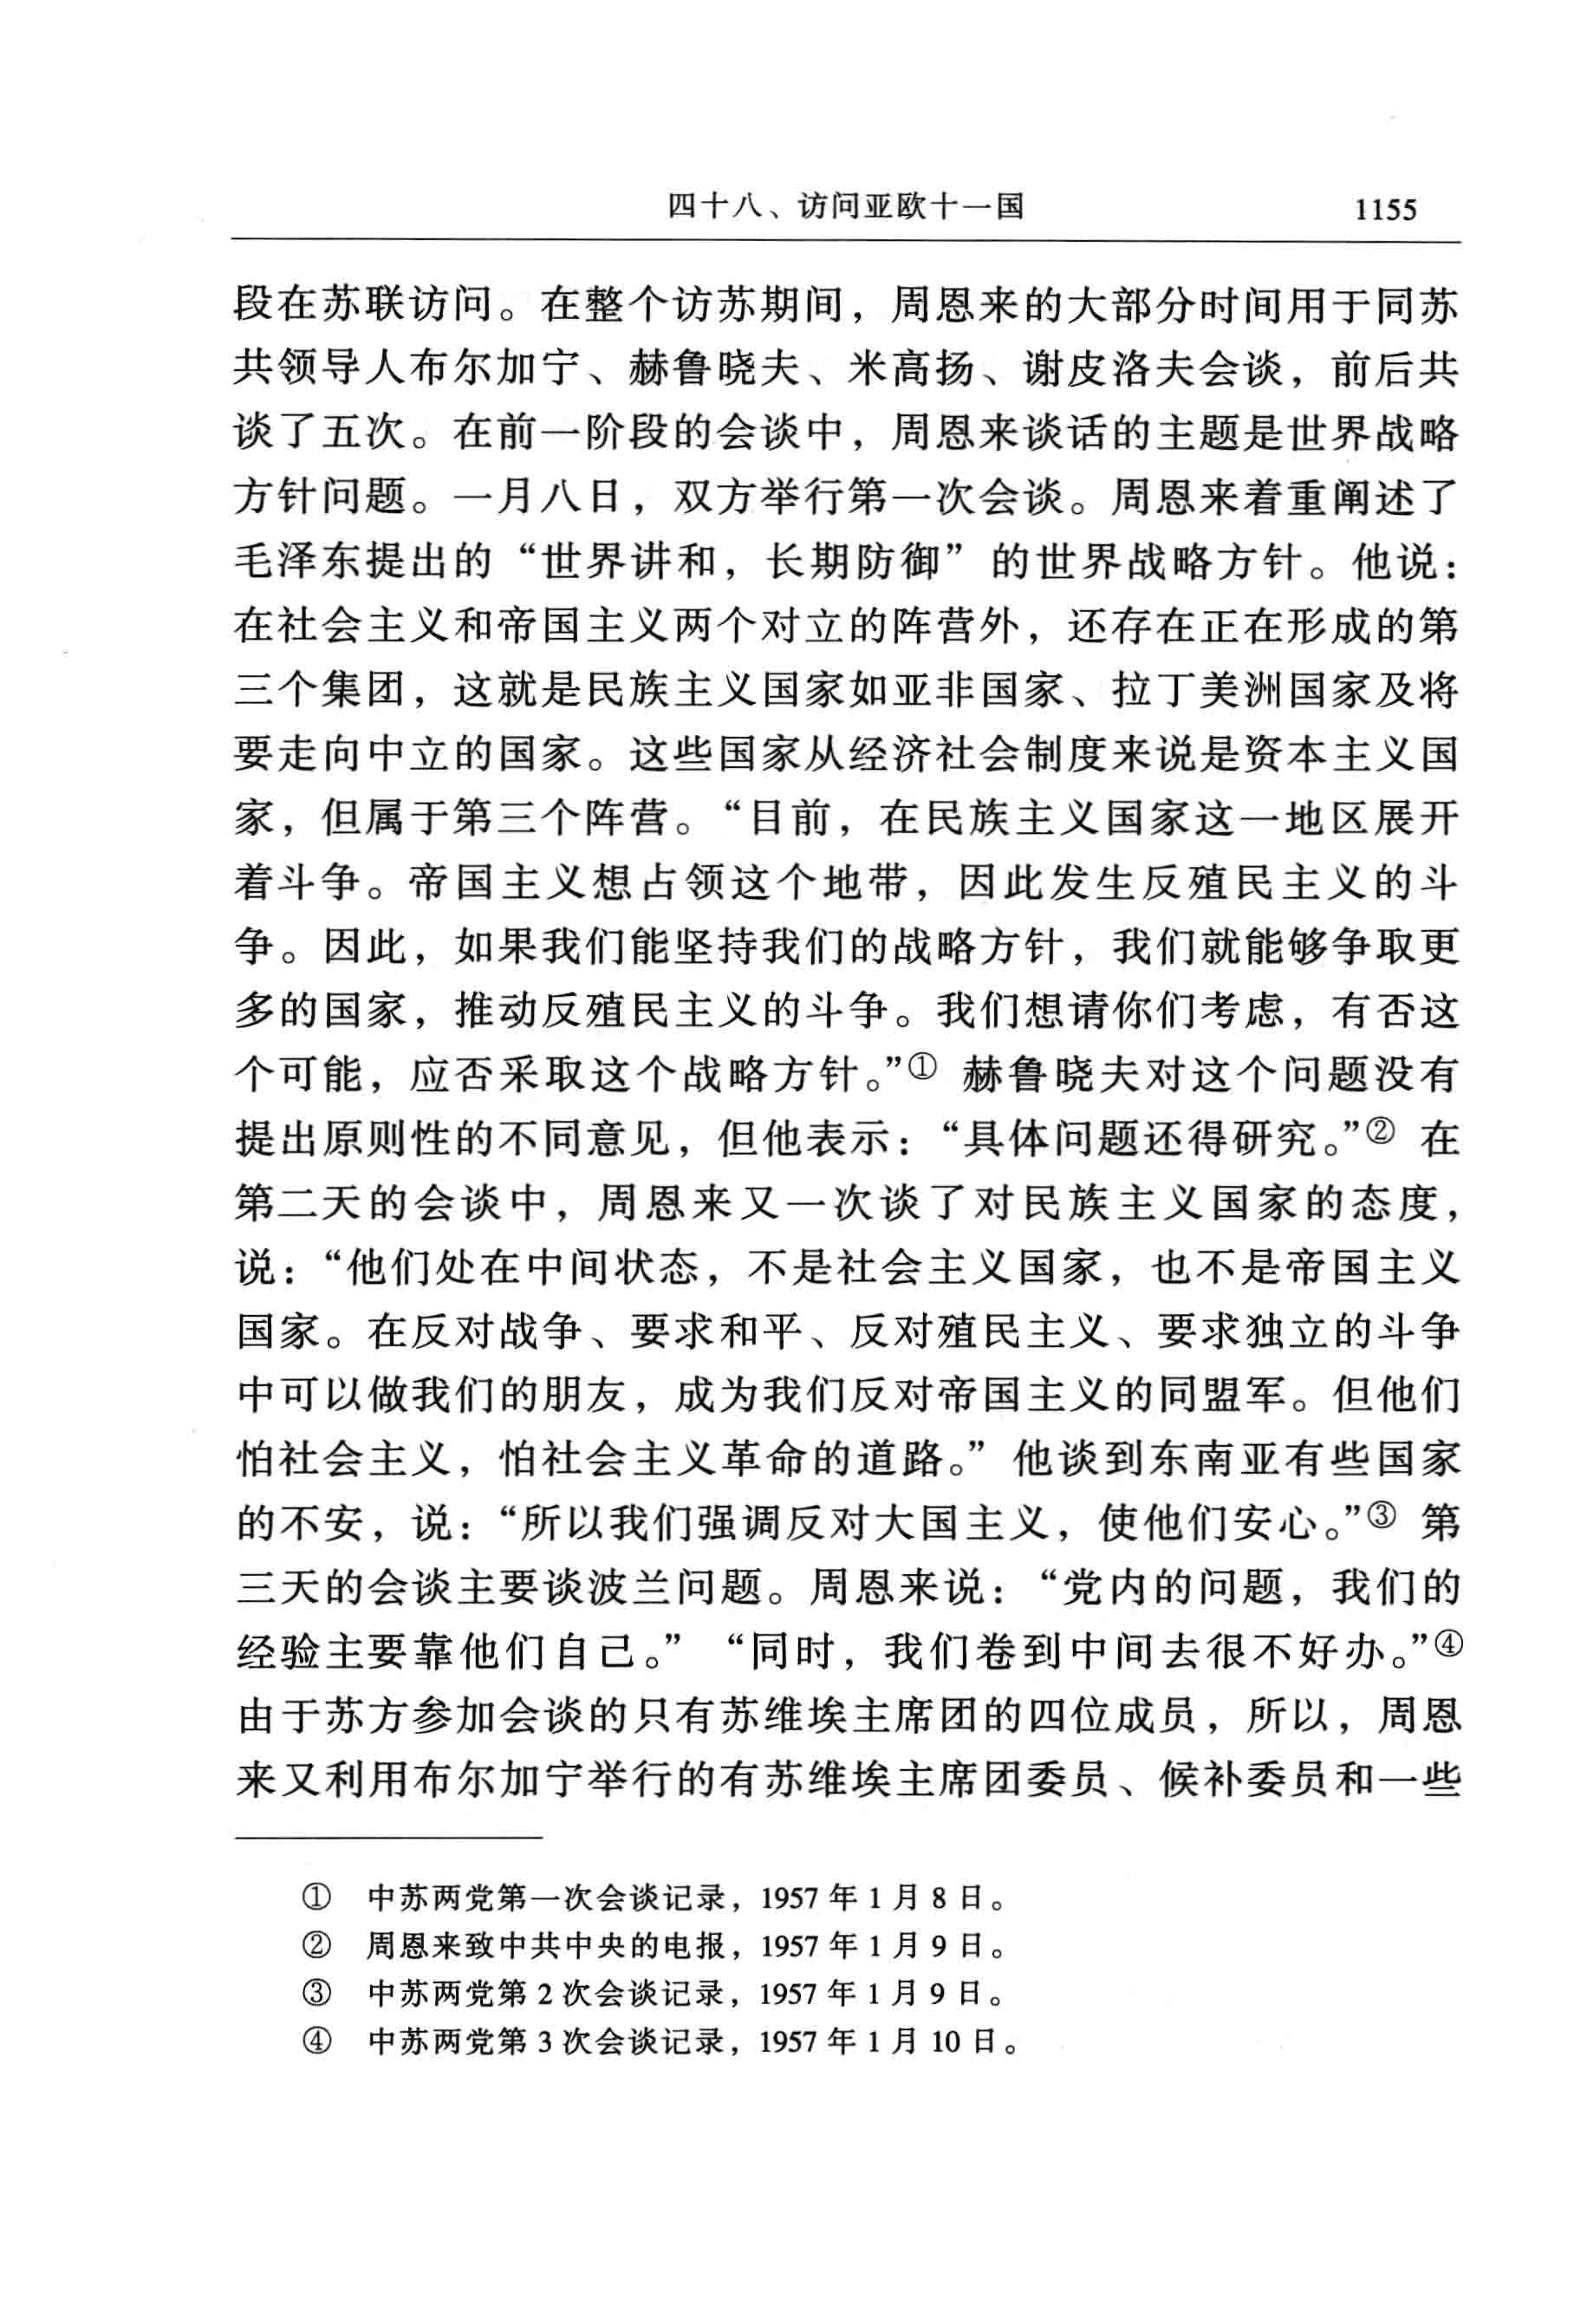 四十八、访问亚欧十一国 1155
段在苏联访问。在整个访苏期间，周恩来的大部分时间用于同苏
共领导人布尔加宁、赫鲁晓夫、米高扬、谢皮洛夫会谈，前后共
谈了五次。在前一阶段的会谈中，周恩来谈话的主题是世界战略
方针问题。一月八日，双方举行第一次会谈。周恩来着重阐述了
毛泽东提出的“世界讲和，长期防御”的世界战略方针。他说：
在社会主义和帝国主义两个对立的阵营外，还存在正在形成的第
三个集团，这就是民族主义国家如亚非国家、拉丁美洲国家及将
要走向中立的国家。这些国家从经济社会制度来说是资本主义国
家，但属于第三个阵营。“目前，在民族主义国家这一地区展开
着斗争。帝国主义想占领这个地带，因此发生反殖民主义的斗
争。因此，如果我们能坚持我们的战略方针，我们就能够争取更
多的国家，推动反殖民主义的斗争。我们想请你们考虑，有否这
个可能，应否采取这个战略方针。”① 赫鲁晓夫对这个问题没有
提出原则性的不同意见，但他表示：“具体问题还得研究。”② 在
第二天的会谈中，周恩来又一次谈了对民族主义国家的态度，
说：“他们处在中间状态，不是社会主义国家，也不是帝国主义
国家。在反对战争、要求和平、反对殖民主义、要求独立的斗争
中可以做我们的朋友，成为我们反对帝国主义的同盟军。但他们
怕社会主义，怕社会主义革命的道路。”他谈到东南亚有些国家
的不安，说：“所以我们强调反对大国主义，使他们安心。”③ 第
三天的会谈主要谈波兰问题。周恩来说：“党内的问题，我们的
经验主要靠他们自己。”“同时，我们卷到中间去很不好办。”④
由于苏方参加会谈的只有苏维埃主席团的四位成员，所以，周恩
来又利用布尔加宁举行的有苏维埃主席团委员、候补委员和一些
① 中苏两党第一次会谈记录，1957 年 1 月 8 日。
② 周恩来致中共中央的电报，1957 年 1 月 9 日。
③ 中苏两党第 2 次会谈记录，1957 年 1 月 9 日。
④ 中苏两党第 3 次会谈记录，1957 年 1 月 10 日。